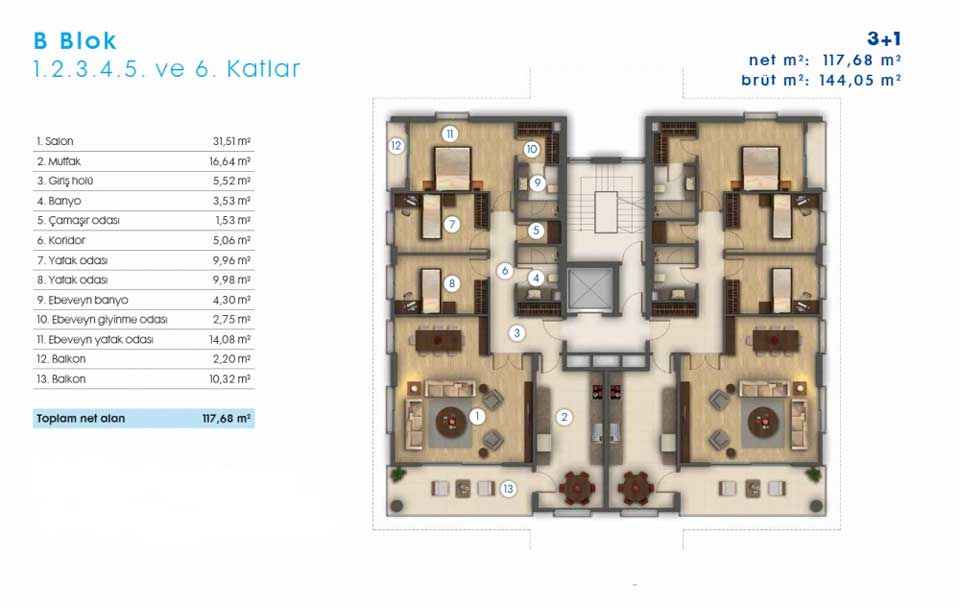 B Blok
1.2.3.4.5. ve 6. Katlar
3+1
net m²: 117,68 m²
brüt m²: 144,05 m²
1. Salon 31,51 m²
2. Mutfak 16,64 m²
3. Giriş holü 5,52 m²
4. Banyo 3,53 m²
5. Çamaşır odası 1,53 m²
6. Koridor 5,06 m²
7. Yatak odası 9,96 m²
8. Yatak odası 9,98 m²
9. Ebeveyn banyo 4,30 m²
10. Ebeveyn giyinme odası 2,75 m²
11. Ebeveyn yatak odası 14,08 m²
12. Balkon 2,20 m²
13. Balkon 10,32 m²
Toplam net alan 117,68 m²
11
12
10
9
7
5
6
4
8
3
1
2
13